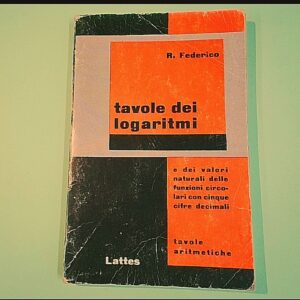 R. Federico
tavole dei
logaritmi
e dei valori
naturali delle
funzioni circo-
lari con cinque
cifre decimali
tavole
aritmetiche
Lattes